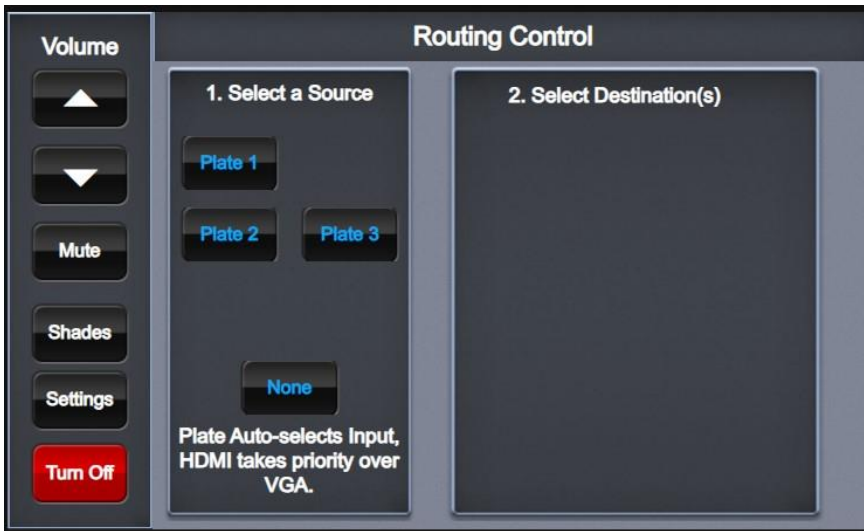 Volume
Mute
Shades
Settings
Turn Off
Routing Control
1. Select a Source
Plate 1
Plate 2
Plate 3
None
Plate Auto-selects Input,
HDMI takes priority over
VGA.
2. Select Destination(s)